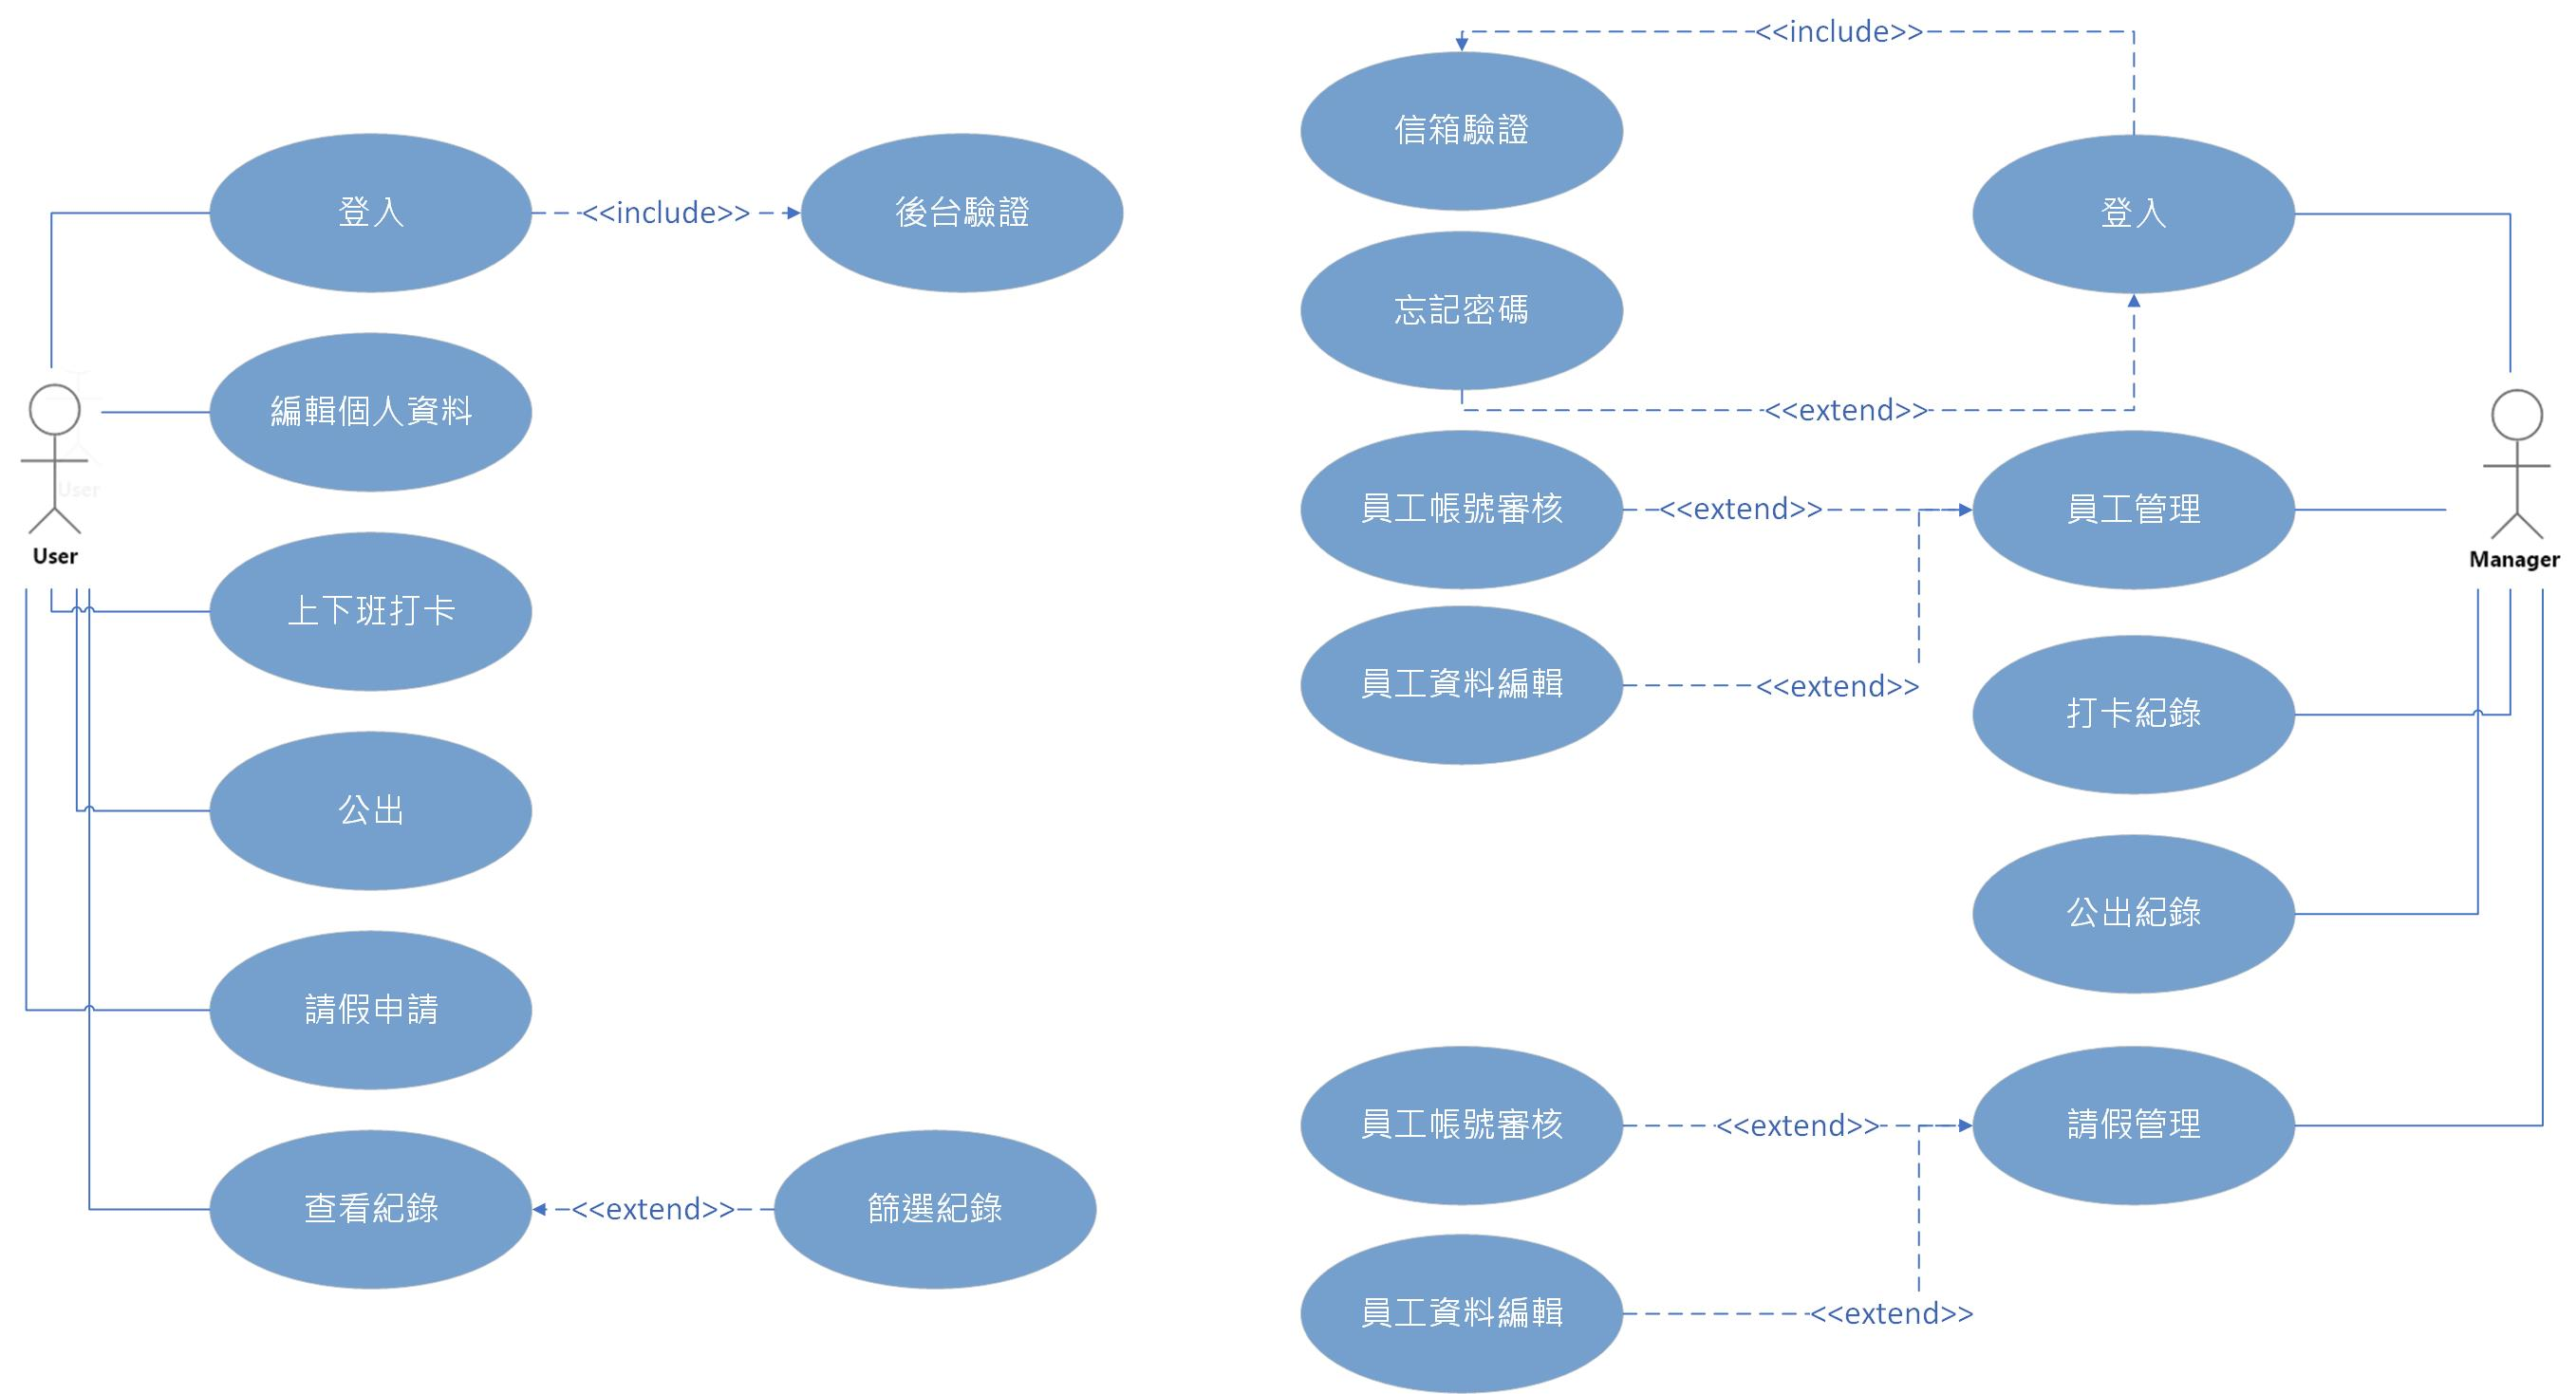 登入
<<include>>
後台驗證
編輯個人資料
User
User
上下班打卡
公出
請假申請
查看紀錄
<<extend>>
篩選紀錄
<<include>>
信箱驗證
登入
忘記密碼
<<extend>>
員工帳號審核
<<extend>>
員工管理
Manager
員工資料編輯
<<extend>>
打卡紀錄
公出紀錄
員工帳號審核
<<extend>>
請假管理
員工資料編輯
<<extend>>